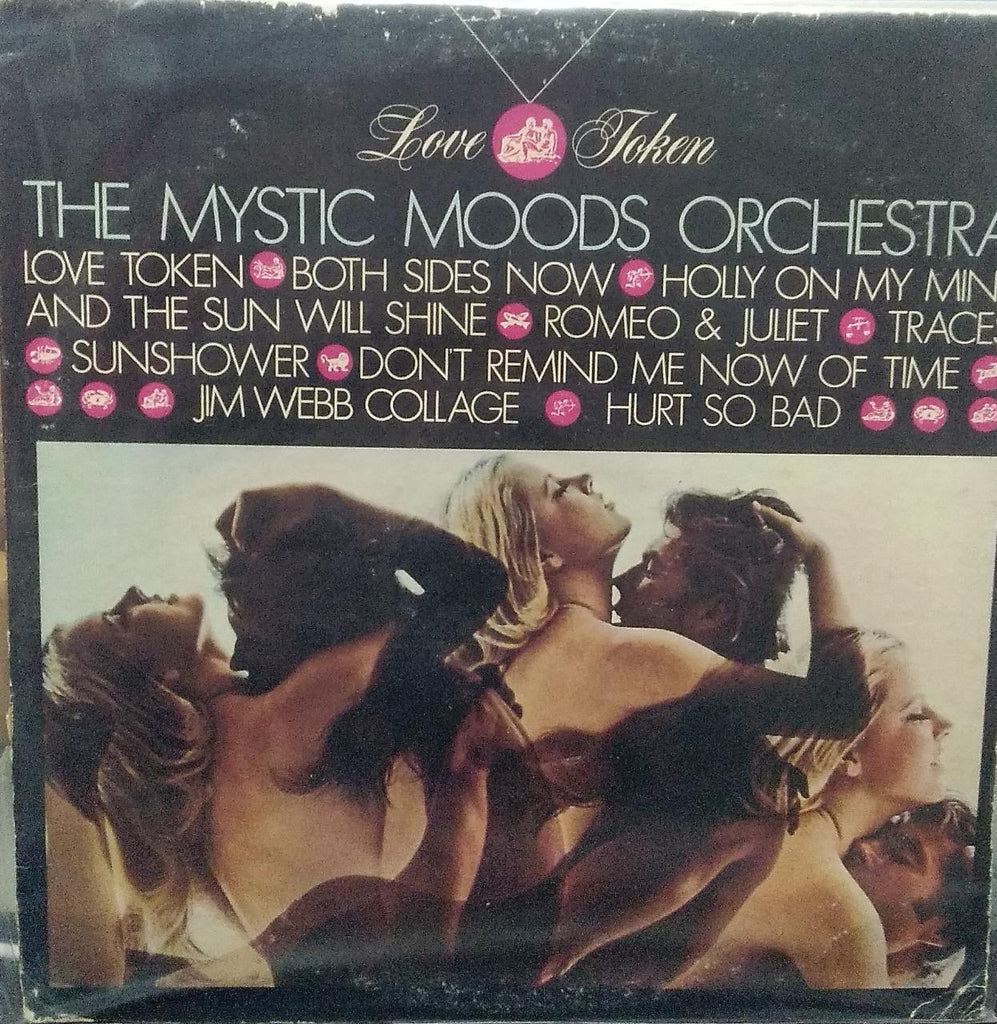 Love Token
THE MYSTIC MOODS ORCHESTRA
LOVE TOKEN BOTH SIDES NOW HOLLY ON MY MIN
AND THE SUN WILL SHINE ROMEO & JULIET TRACES
SUNSHOWER DON'T REMIND ME NOW OF TIME
JIM WEBB COLLAGE HURT SO BAD